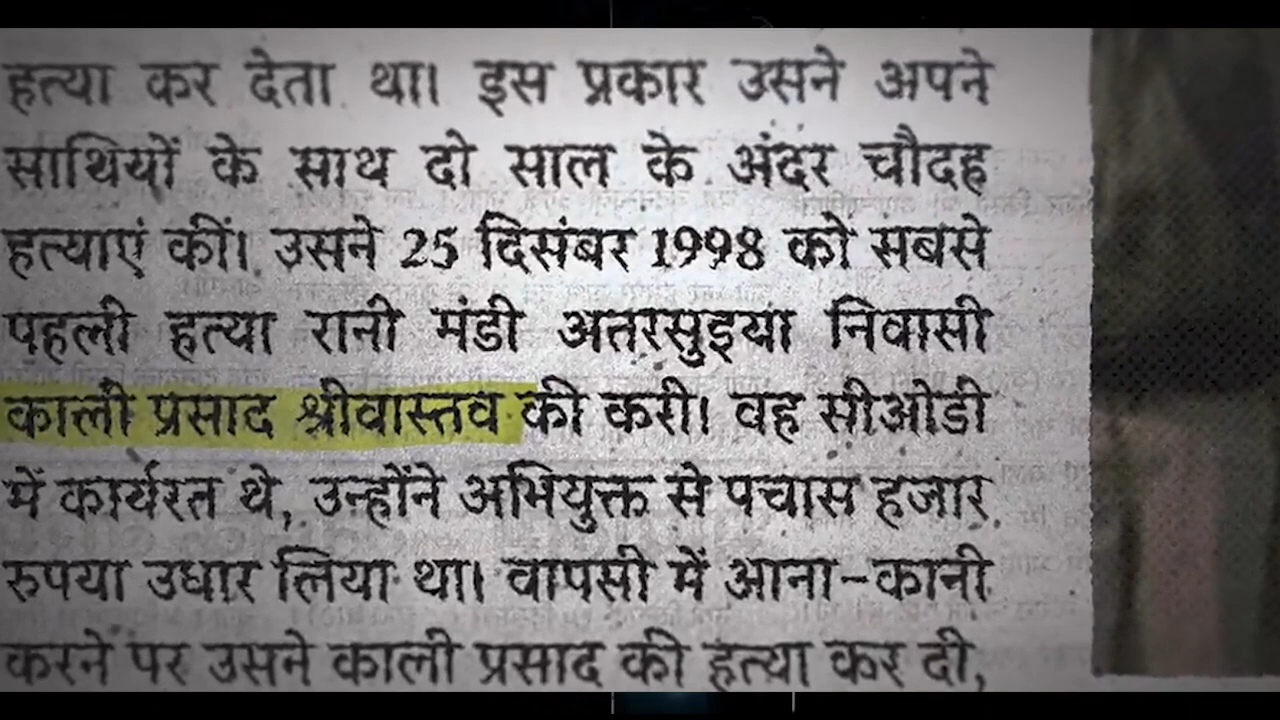 हत्या कर देता था। इस प्रकार उसने अपने
साथियों के साथ दो साल के अंदर चौदह
हत्याएं कीं। उसने 25 दिसंबर 1998 को सबसे
पहली हत्या रानी मंडी अतरसुइया निवासी
काली प्रसाद श्रीवास्तव की करी। वह सीओडी
में कार्यरत थे, उन्होंने अभियुक्त से पचास हजार
रुपया उधार लिया था। वापसी में आना-कानी
करने पर उसने काली प्रसाद की हत्या कर दी,